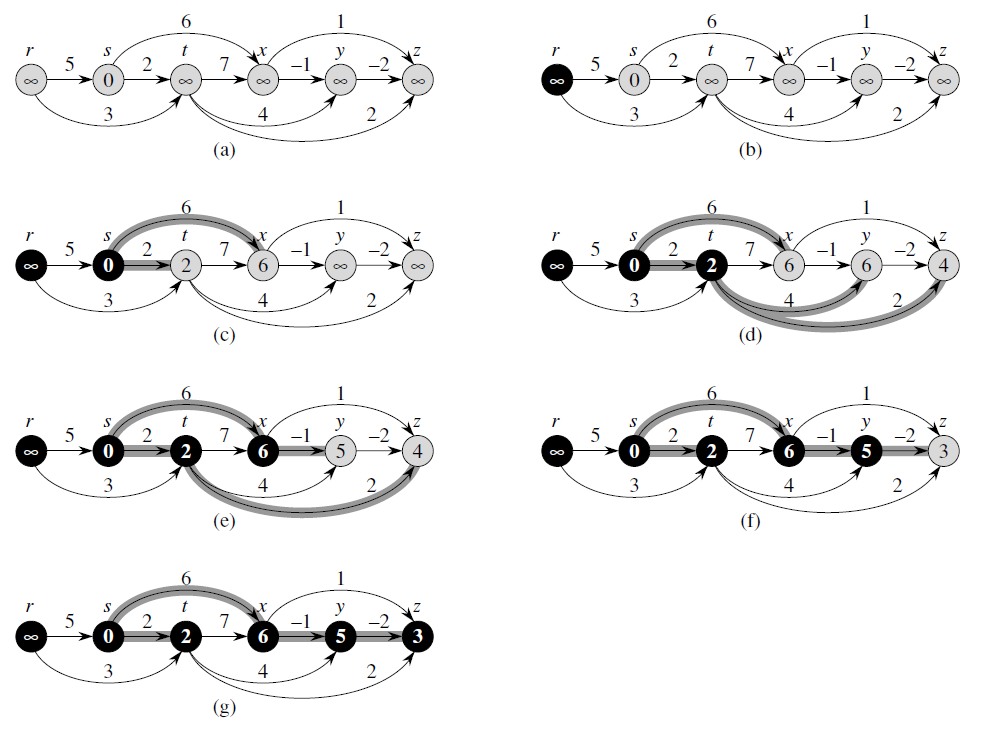 6 1 6 1
r s t x y z r s t x y z
5 2 7 –1 –2 5 2 7 –1 –2
∞ 0 ∞ ∞ ∞ ∞ ∞ 0 ∞ ∞ ∞ ∞
3 4 2 3 4 2
(a) (b)
6 1 6 1
r s t x y z r s t x y z
5 2 7 –1 –2 5 2 7 –1 –2
∞ 0 2 6 ∞ ∞ ∞ 0 2 6 6 4
3 4 2 3 4 2
(c) (d)
6 1 6 1
r s t x y z r s t x y z
5 2 7 –1 –2 5 2 7 –1 –2
∞ 0 2 6 5 4 ∞ 0 2 6 5 3
3 4 2 3 4 2
(e) (f)
6 1
r s t x y z
5 2 7 –1 –2
∞ 0 2 6 5 3
3 4 2
(g)